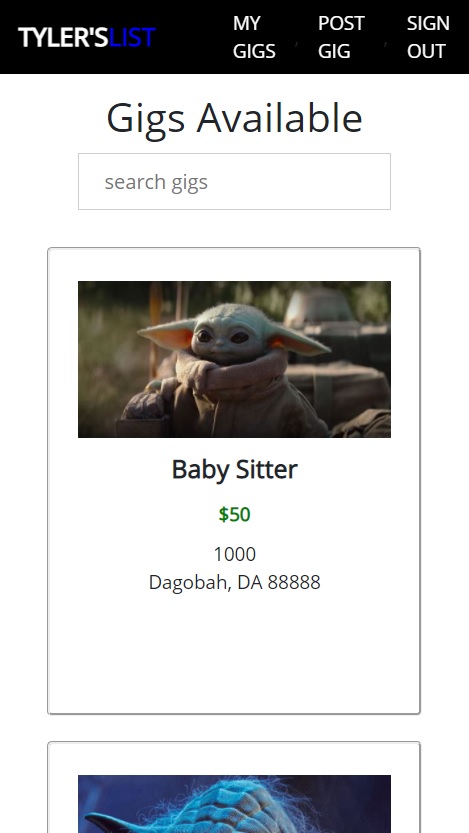 TYLER'SLIST
MY GIGS
POST GIG
SIGN OUT
Gigs Available
search gigs
Baby Sitter
$50
1000
Dagobah, DA 88888